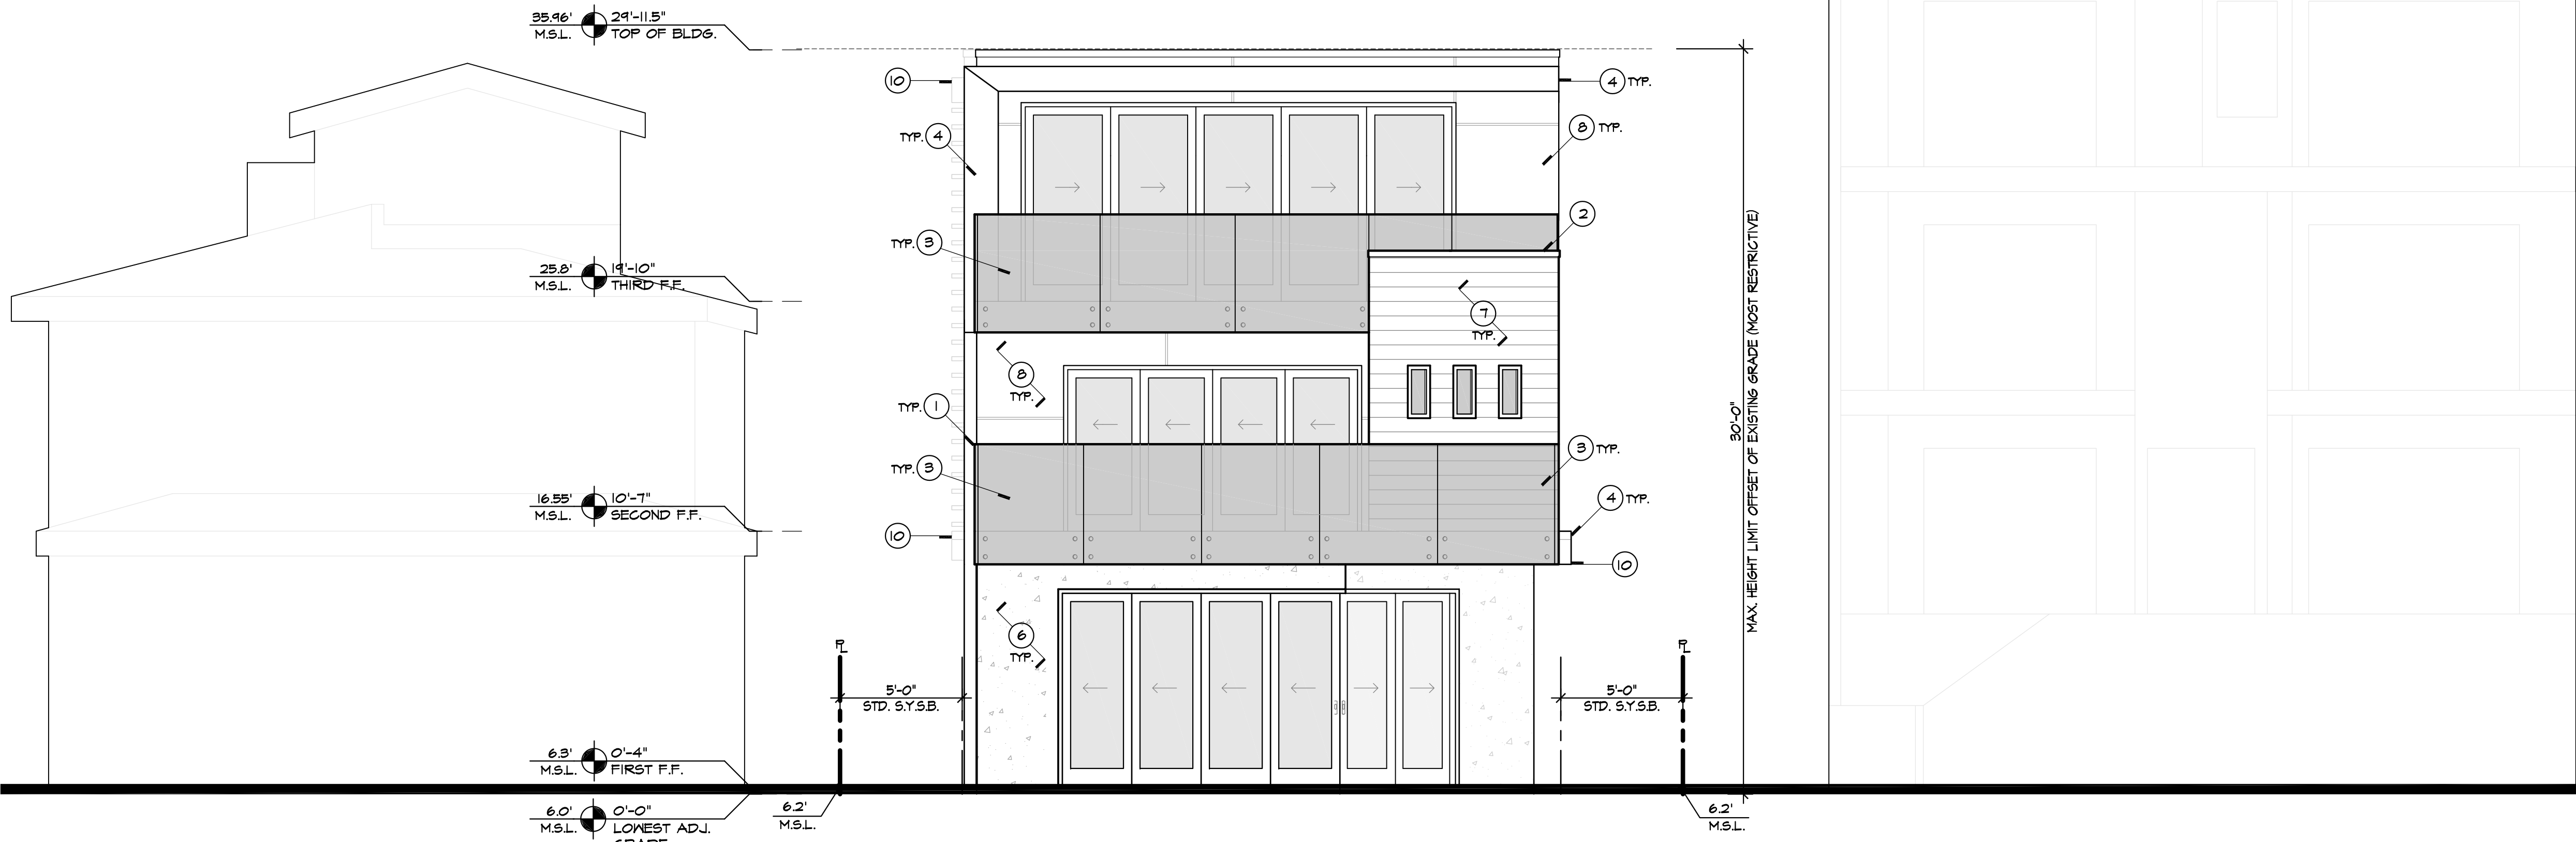 35.96' 29'-11.5"
M.S.L. TOP OF BLDG.
10
4 TYP.
TYP. 4
8 TYP.
2
TYP. 3
25.8' 19'-10"
M.S.L. THIRD F.F.
7
TYP.
8
TYP.
TYP. 1
TYP. 3
3 TYP.
16.55' 10'-7"
M.S.L. SECOND F.F.
4 TYP.
10
10
30'-0"
MAX. HEIGHT LIMIT OFFSET OF EXISTING GRADE (MOST RESTRICTIVE)
6
TYP.
PL
PL
5'-0"
STD. S.Y.S.B.
5'-0"
STD. S.Y.S.B.
6.3' 0'-4"
M.S.L. FIRST F.F.
6.0' 0'-0"
M.S.L. LOWEST ADJ.
GRADE
6.2'
M.S.L.
6.2'
M.S.L.